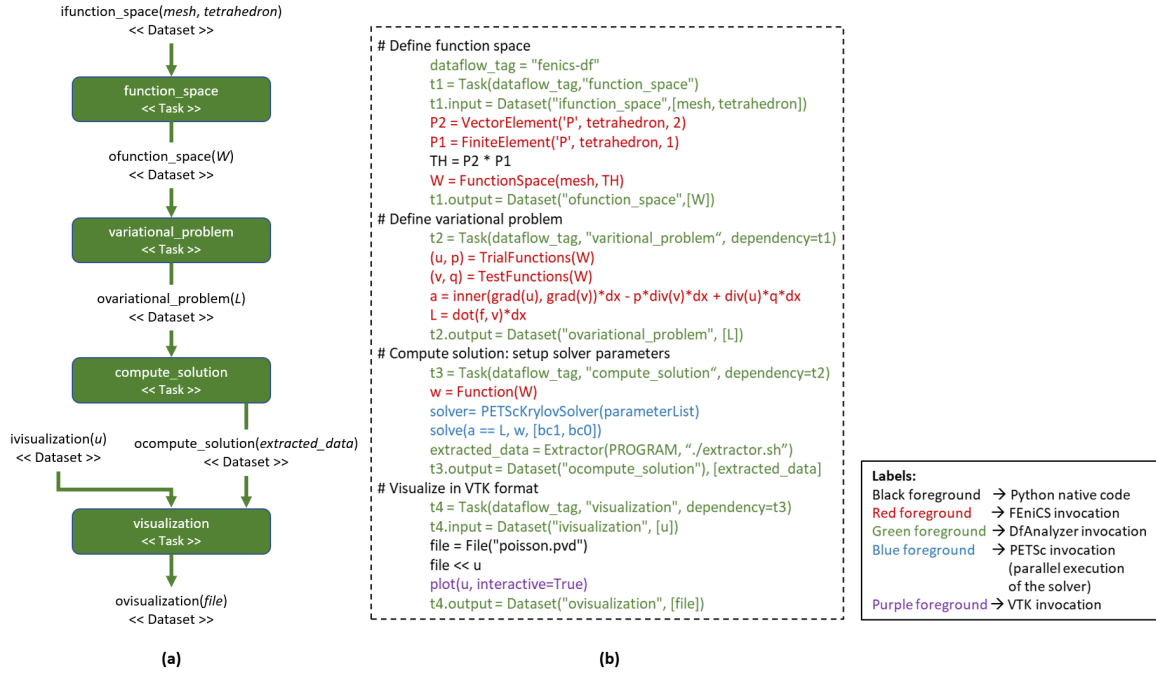 ifunction_space(mesh, tetrahedron)
<< Dataset >>
function_space
<< Task >>
ofunction_space(W)
<< Dataset >>
variational_problem
<< Task >>
ovariational_problem(L)
<< Dataset >>
compute_solution
<< Task >>
ivisualization(u)
<< Dataset >>
ocompute_solution(extracted_data)
<< Dataset >>
visualization
<< Task >>
ovisualization(file)
<< Dataset >>
(a)
# Define function space
dataflow_tag = "fenics-df"
t1 = Task(dataflow_tag,"function_space")
t1.input = Dataset("ifunction_space",[mesh, tetrahedron])
P2 = VectorElement('P', tetrahedron, 2)
P1 = FiniteElement('P', tetrahedron, 1)
TH = P2 * P1
W = FunctionSpace(mesh, TH)
t1.output = Dataset("ofunction_space",[W])
# Define variational problem
t2 = Task(dataflow_tag, "varitional_problem“, dependency=t1)
(u, p) = TrialFunctions(W)
(v, q) = TestFunctions(W)
a = inner(grad(u), grad(v))*dx - p*div(v)*dx + div(u)*q*dx
L = dot(f, v)*dx
t2.output = Dataset("ovariational_problem", [L])
# Compute solution: setup solver parameters
t3 = Task(dataflow_tag, "compute_solution“, dependency=t2)
w = Function(W)
solver= PETScKrylovSolver(parameterList)
solve(a == L, w, [bc1, bc0])
extracted_data = Extractor(PROGRAM, “./extractor.sh”)
t3.output = Dataset("ocompute_solution"), [extracted_data]
# Visualize in VTK format
t4 = Task(dataflow_tag, "visualization", dependency=t3)
t4.input = Dataset("ivisualization", [u])
file = File("poisson.pvd")
file << u
plot(u, interactive=True)
t4.output = Dataset("ovisualization", [file])
(b)
Labels:
Black foreground → Python native code
Red foreground → FEniCS invocation
Green foreground → DfAnalyzer invocation
Blue foreground → PETSc invocation
(parallel execution
of the solver)
Purple foreground → VTK invocation